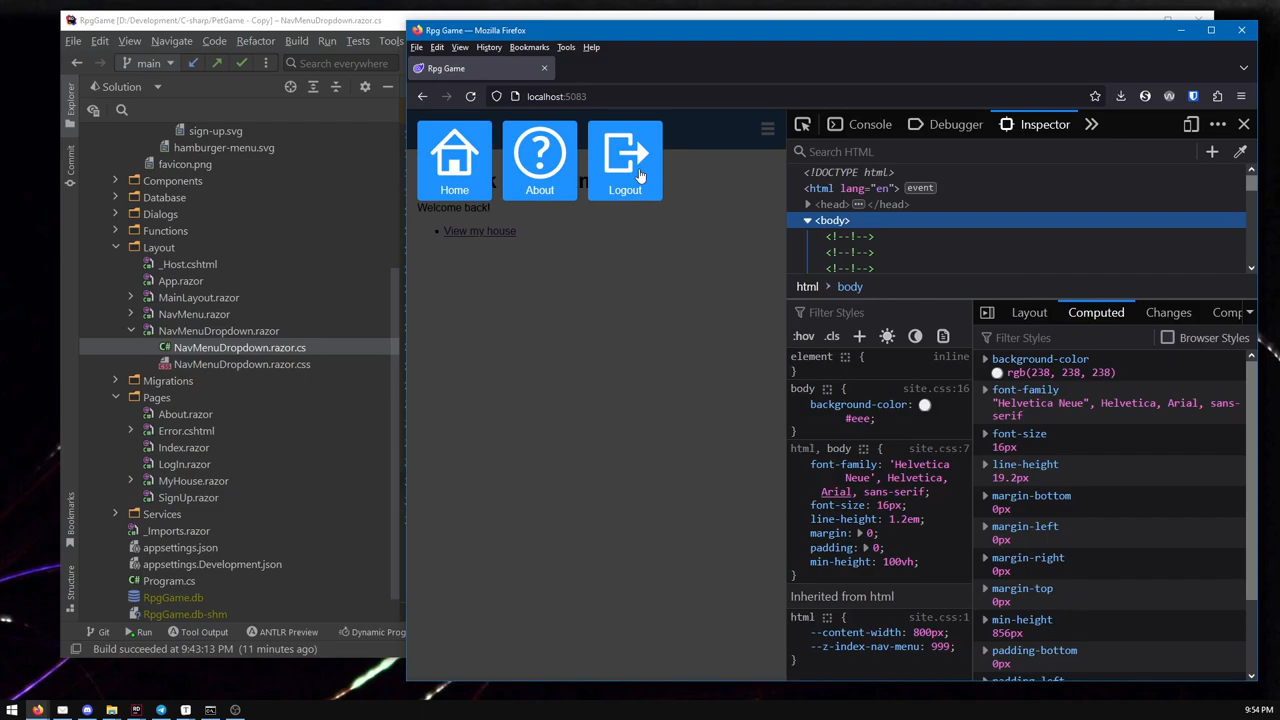 RpgGame [D:/Development/C-sharp/PetGame - Copy] – NavMenuDropdown.razor.cs
File Edit View Navigate Code Refactor Build Run Tests
main
Search everywhere
Solution
Explorer
Commit
Bookmarks
Structure
sign-up.svg
hamburger-menu.svg
favicon.png
Components
Database
Dialogs
Functions
Layout
_Host.cshtml
App.razor
MainLayout.razor
NavMenu.razor
NavMenuDropdown.razor
C# NavMenuDropdown.razor.cs
NavMenuDropdown.razor.css
Migrations
Pages
About.razor
Error.cshtml
Index.razor
LogIn.razor
MyHouse.razor
SignUp.razor
Services
_Imports.razor
appsettings.json
appsettings.Development.json
Program.cs
RpgGame.db
RpgGame.db-shm
Git Run Tool Output ANTLR Preview Dynamic Prog
Build succeeded at 9:43:13 PM (11 minutes ago)
Rpg Game — Mozilla Firefox
File Edit View History Bookmarks Tools Help
Rpg Game
localhost:5083
Home
About
Logout
Welcome back!
• View my house
Console Debugger Inspector
Search HTML
<!DOCTYPE html>
<html lang="en"> event
<head> ••• </head>
<body>
<!--!-->
<!--!-->
<!--!-->
html body
Filter Styles
:hov .cls
element { inline
}
body { site.css:16
background-color:
#eee;
}
html, body { site.css:7
font-family: 'Helvetica
Neue', Helvetica,
Arial, sans-serif;
font-size: 16px;
line-height: 1.2em;
margin: 0;
padding: 0;
min-height: 100vh;
}
Inherited from html
html { site.css:1
--content-width: 800px;
--z-index-nav-menu: 999;
}
Layout Computed Changes Comp
Filter Styles Browser Styles
background-color
rgb(238, 238, 238)
font-family
"Helvetica Neue", Helvetica, Arial, sans-
serif
font-size
16px
line-height
19.2px
margin-bottom
0px
margin-left
0px
margin-right
0px
margin-top
0px
min-height
856px
padding-bottom
0px
padding-left
9:54 PM